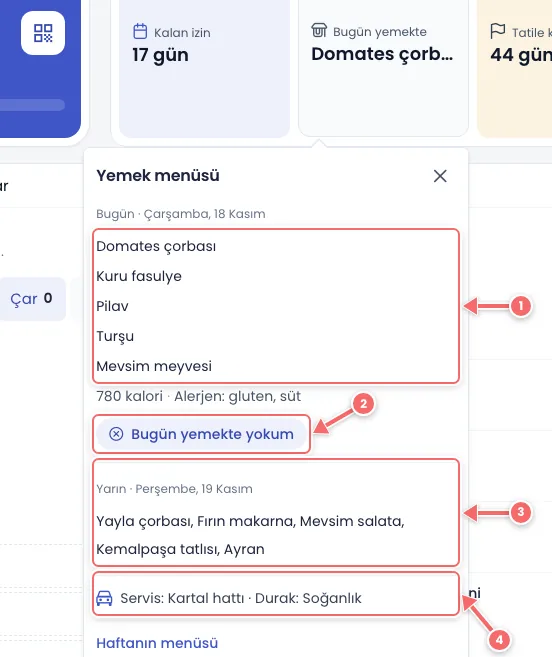 Kalan izin
17 gün
Bugün yemekte
Domates çorb...
Tatile k
44 gün
ar
.
Çar 0
Yemek menüsü
Bugün · Çarşamba, 18 Kasım
Domates çorbası
Kuru fasulye
Pilav
Turşu
Mevsim meyvesi
1
780 kalori · Alerjen: gluten, süt
2
Bugün yemekte yokum
Yarın · Perşembe, 19 Kasım
Yayla çorbası, Fırın makarna, Mevsim salata,
Kemalpaşa tatlısı, Ayran
3
Servis: Kartal hattı · Durak: Soğanlık
ni
4
Haftanın menüsü